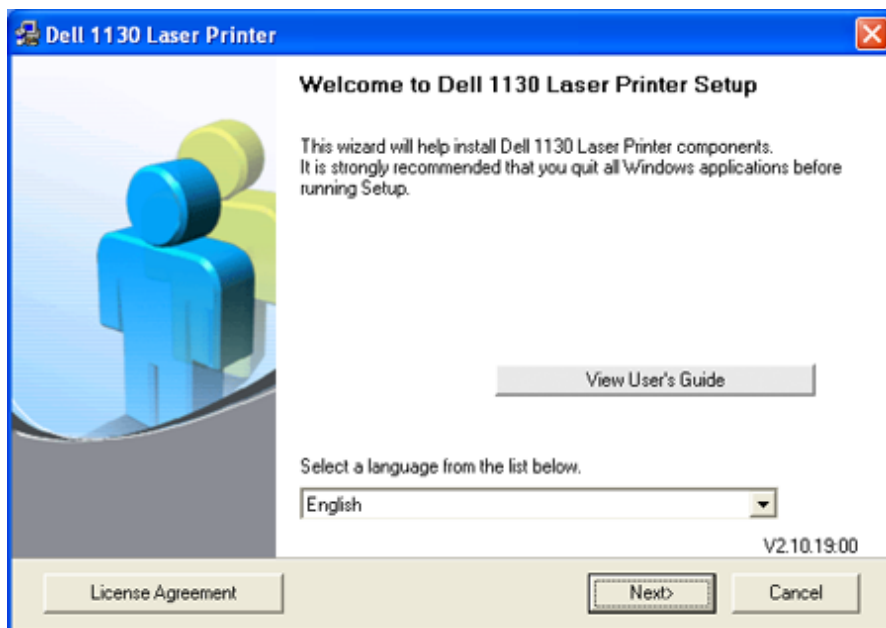 Dell 1130 Laser Printer
Welcome to Dell 1130 Laser Printer Setup
This wizard will help install Dell 1130 Laser Printer components.
It is strongly recommended that you quit all Windows applications before
running Setup.
View User's Guide
Select a language from the list below.
English
V2.10.19:00
License Agreement
Next>
Cancel